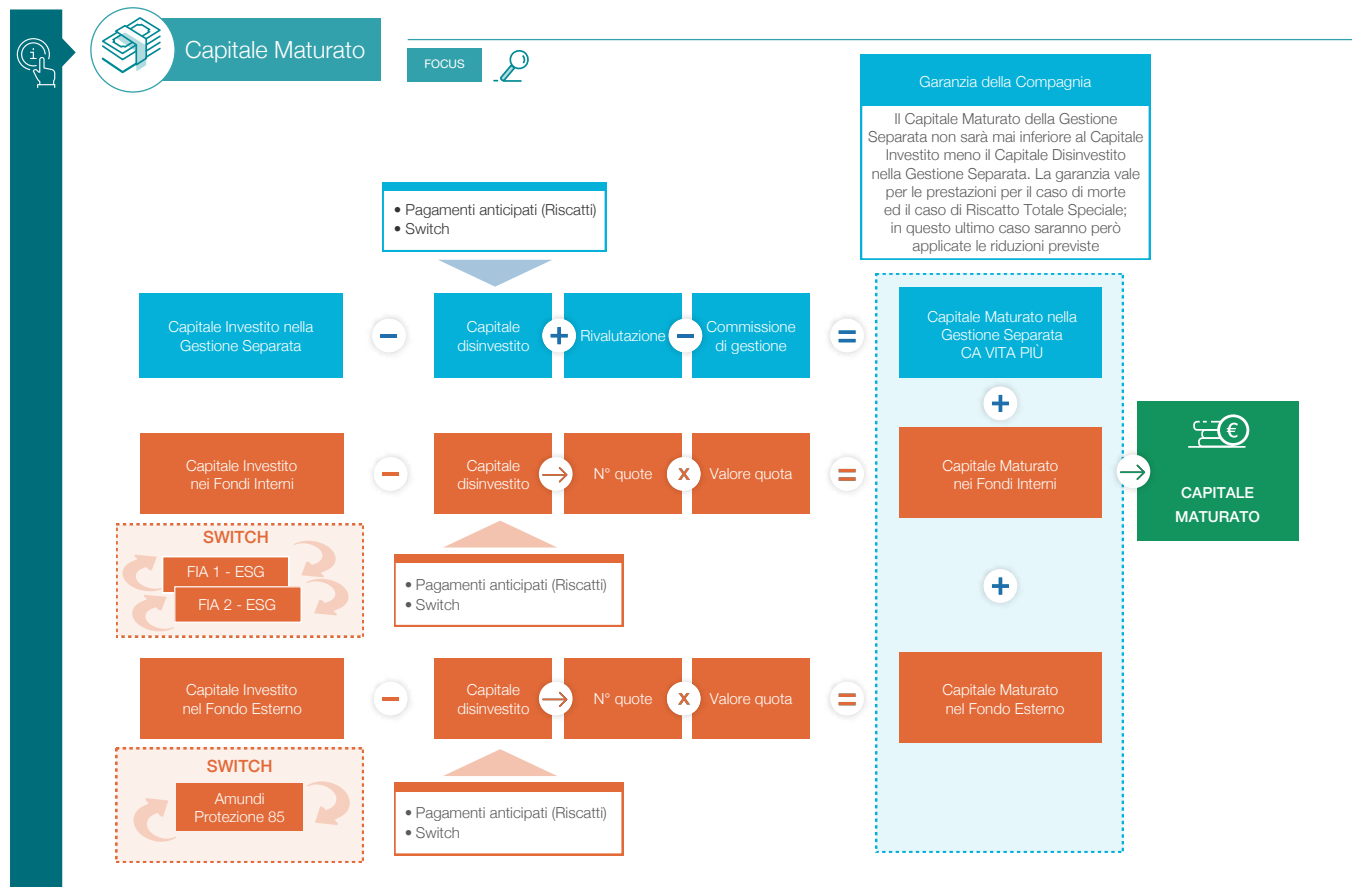 Capitale Maturato
FOCUS
Garanzia della Compagnia
Il Capitale Maturato della Gestione
Separata non sarà mai inferiore al Capitale
Investito meno il Capitale Disinvestito
nella Gestione Separata. La garanzia vale
per le prestazioni per il caso di morte
ed il caso di Riscatto Totale Speciale;
in questo ultimo caso saranno però
applicate le riduzioni previste
• Pagamenti anticipati (Riscatti)
• Switch
Capitale Investito nella
Gestione Separata
−
Capitale
disinvestito
+
Rivalutazione
−
Commissione
di gestione
=
Capitale Maturato nella
Gestione Separata
CA VITA PIÙ
+
Capitale Investito
nei Fondi Interni
−
Capitale
disinvestito
→
N° quote
x
Valore quota
=
Capitale Maturato
nei Fondi Interni
→
€
CAPITALE
MATURATO
SWITCH
FIA 1 - ESG
FIA 2 - ESG
• Pagamenti anticipati (Riscatti)
• Switch
+
Capitale Investito
nel Fondo Esterno
−
Capitale
disinvestito
→
N° quote
x
Valore quota
=
Capitale Maturato
nel Fondo Esterno
SWITCH
Amundi
Protezione 85
• Pagamenti anticipati (Riscatti)
• Switch